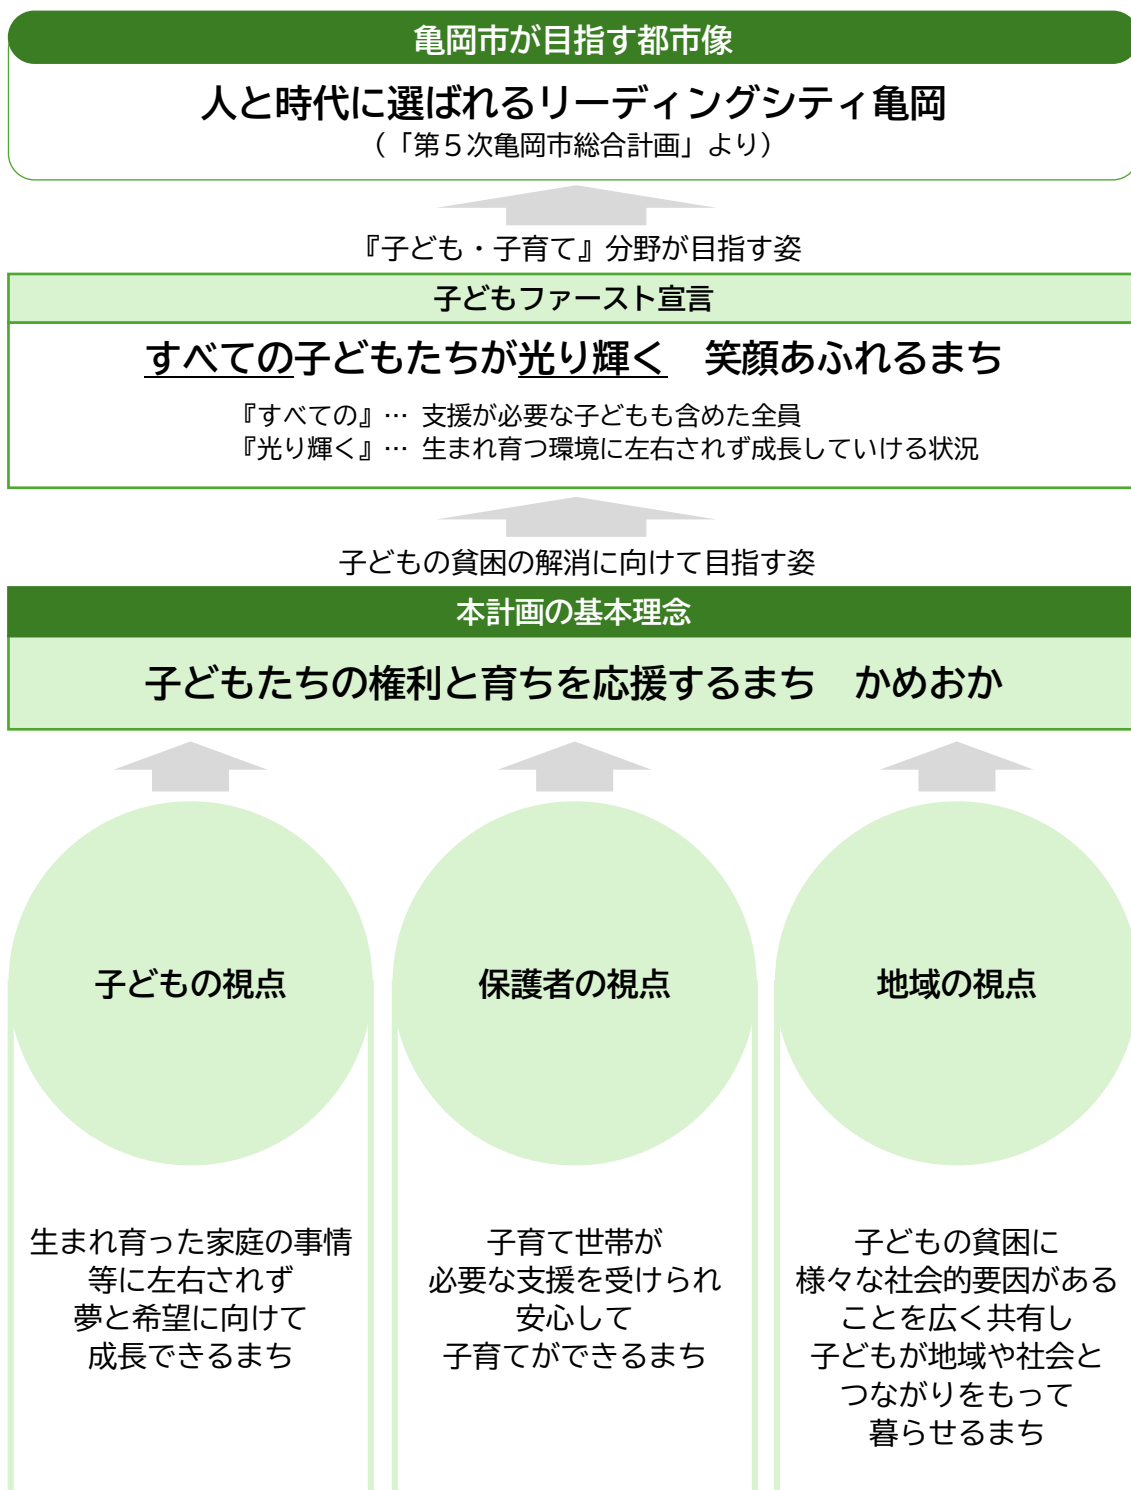 亀岡市が目指す都市像
人と時代に選ばれるリーディングシティ亀岡
（「第５次亀岡市総合計画」より）
『子ども・子育て』分野が目指す姿
子どもファースト宣言
すべての子どもたちが光り輝く　笑顔あふれるまち
『すべての』… 支援が必要な子どもも含めた全員
『光り輝く』… 生まれ育つ環境に左右されず成長していける状況
子どもの貧困の解消に向けて目指す姿
本計画の基本理念
子どもたちの権利と育ちを応援するまち　かめおか
子どもの視点
生まれ育った家庭の事情
等に左右されず
夢と希望に向けて
成長できるまち
保護者の視点
子育て世帯が
必要な支援を受けられ
安心して
子育てができるまち
地域の視点
子どもの貧困に
様々な社会的要因がある
ことを広く共有し
子どもが地域や社会と
つながりをもって
暮らせるまち